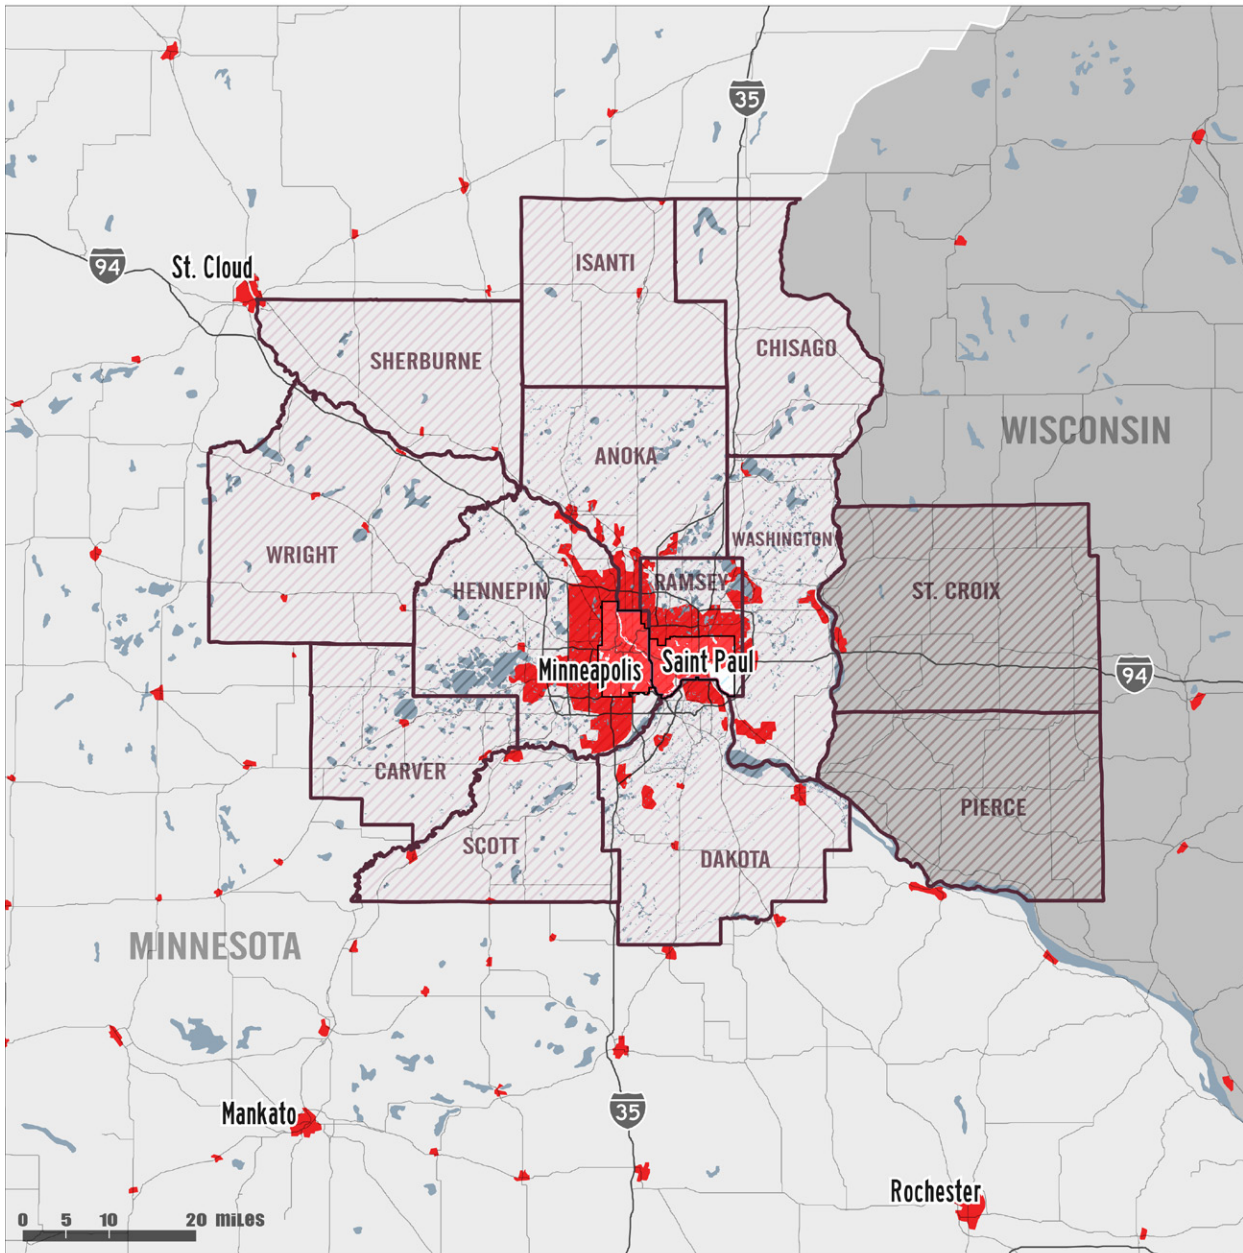 35
94
St. Cloud
ISANTI
SHERBURNE
CHISAGO
WISCONSIN
ANOKA
WASHINGTON
WRIGHT
HENNEPIN
RAMSEY
ST. CROIX
Minneapolis
Saint Paul
94
CARVER
PIERCE
SCOTT
DAKOTA
MINNESOTA
Mankato
35
Rochester
0 5 10 20 MILES